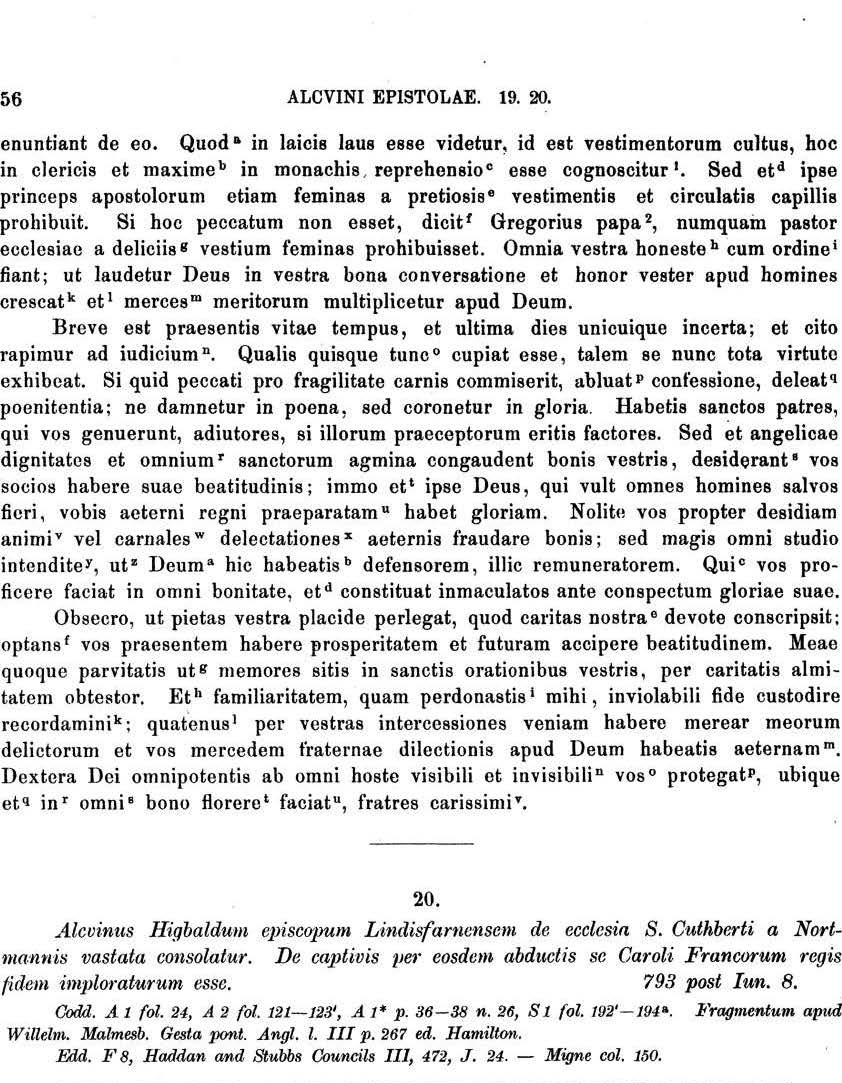 56 ALCVINI EPISTOLAE. 19. 20.
enuntiant de eo. Quod ᵃ in laicis laus esse videtur, id est vestimentorum cultus, hoc
in clericis et maxime ᵇ in monachis, reprehensio ᶜ esse cognoscitur ¹. Sed et ᵈ ipse
princeps apostolorum etiam feminas a pretiosis ᵉ vestimentis et circulatis capillis
prohibuit. Si hoc peccatum non esset, dicit ᶠ Gregorius papa ², numquam pastor
ecclesiae a deliciis ᵍ vestium feminas prohibuisset. Omnia vestra honeste ʰ cum ordine ⁱ
fiant; ut laudetur Deus in vestra bona conversatione et honor vester apud homines
crescat ᵏ et ˡ merces ᵐ meritorum multiplicetur apud Deum.
Breve est praesentis vitae tempus, et ultima dies unicuique incerta; et cito
rapimur ad iudicium ⁿ. Qualis quisque tunc ᵒ cupiat esse, talem se nunc tota virtute
exhibeat. Si quid peccati pro fragilitate carnis commiserit, abluat ᵖ confessione, deleat q
poenitentia; ne damnetur in poena, sed coronetur in gloria. Habetis sanctos patres,
qui vos genuerunt, adiutores, si illorum praeceptorum eritis factores. Sed et angelicae
dignitates et omnium ʳ sanctorum agmina congaudent bonis vestris, desiderant ˢ vos
socios habere suae beatitudinis; immo et ᵗ ipse Deus, qui vult omnes homines salvos
fieri, vobis aeterni regni praeparatam ᵘ habet gloriam. Nolite vos propter desidiam
animi ᵛ vel carnales ʷ delectationes ˣ aeternis fraudare bonis; sed magis omni studio
intendite ʸ, ut ᶻ Deum ᵃ hic habeatis ᵇ defensorem, illic remuneratorem. Qui ᶜ vos pro-
ficere faciat in omni bonitate, et ᵈ constituat inmaculatos ante conspectum gloriae suae.
Obsecro, ut pietas vestra placide perlegat, quod caritas nostra ᵉ devote conscripsit;
optans ᶠ vos praesentem habere prosperitatem et futuram accipere beatitudinem. Meae
quoque parvitatis ut ᵍ memores sitis in sanctis orationibus vestris, per caritatis almi-
tatem obtestor. Et ʰ familiaritatem, quam perdonastis ⁱ mihi, inviolabili fide custodire
recordamini ᵏ; quatenus ˡ per vestras intercessiones veniam habere merear meorum
delictorum et vos mercedem fraternae dilectionis apud Deum habeatis aeternam ᵐ.
Dextera Dei omnipotentis ab omni hoste visibili et invisibili ⁿ vos ᵒ protegat ᵖ, ubique
et q in ʳ omni ˢ bono florere ᵗ faciat ᵘ, fratres carissimi ᵛ.
20.
Alcvinus Higbaldum episcopum Lindisfarnensem de ecclesia S. Cuthberti a Nort-
mannis vastata consolatur. De captivis per eosdem abductis se Caroli Francorum regis
fidem imploraturum esse. 793 post Iun. 8.
Codd. A 1 fol. 24, A 2 fol. 121—123', A 1* p. 36—38 n. 26, S 1 fol. 192'—194ᵃ. Fragmentum apud
Willelm. Malmesb. Gesta pont. Angl. l. III p. 267 ed. Hamilton.
Edd. F 8, Haddan and Stubbs Councils III, 472, J. 24. — Migne col. 150.